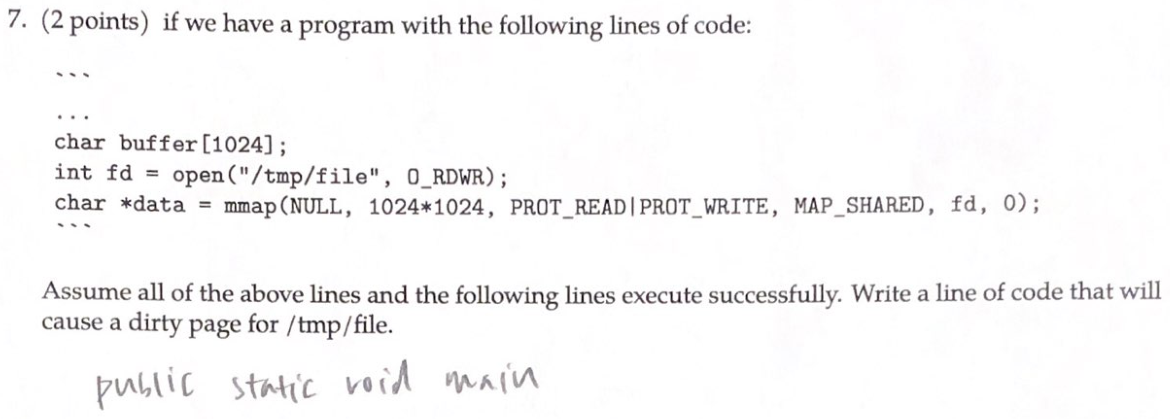 7. (2 points) if we have a program with the following lines of code:
```
...
char buffer[1024];
int fd = open("/tmp/file", O_RDWR);
char *data = mmap(NULL, 1024*1024, PROT_READ|PROT_WRITE, MAP_SHARED, fd, 0);
```
Assume all of the above lines and the following lines execute successfully. Write a line of code that will
cause a dirty page for /tmp/file.
public static void main